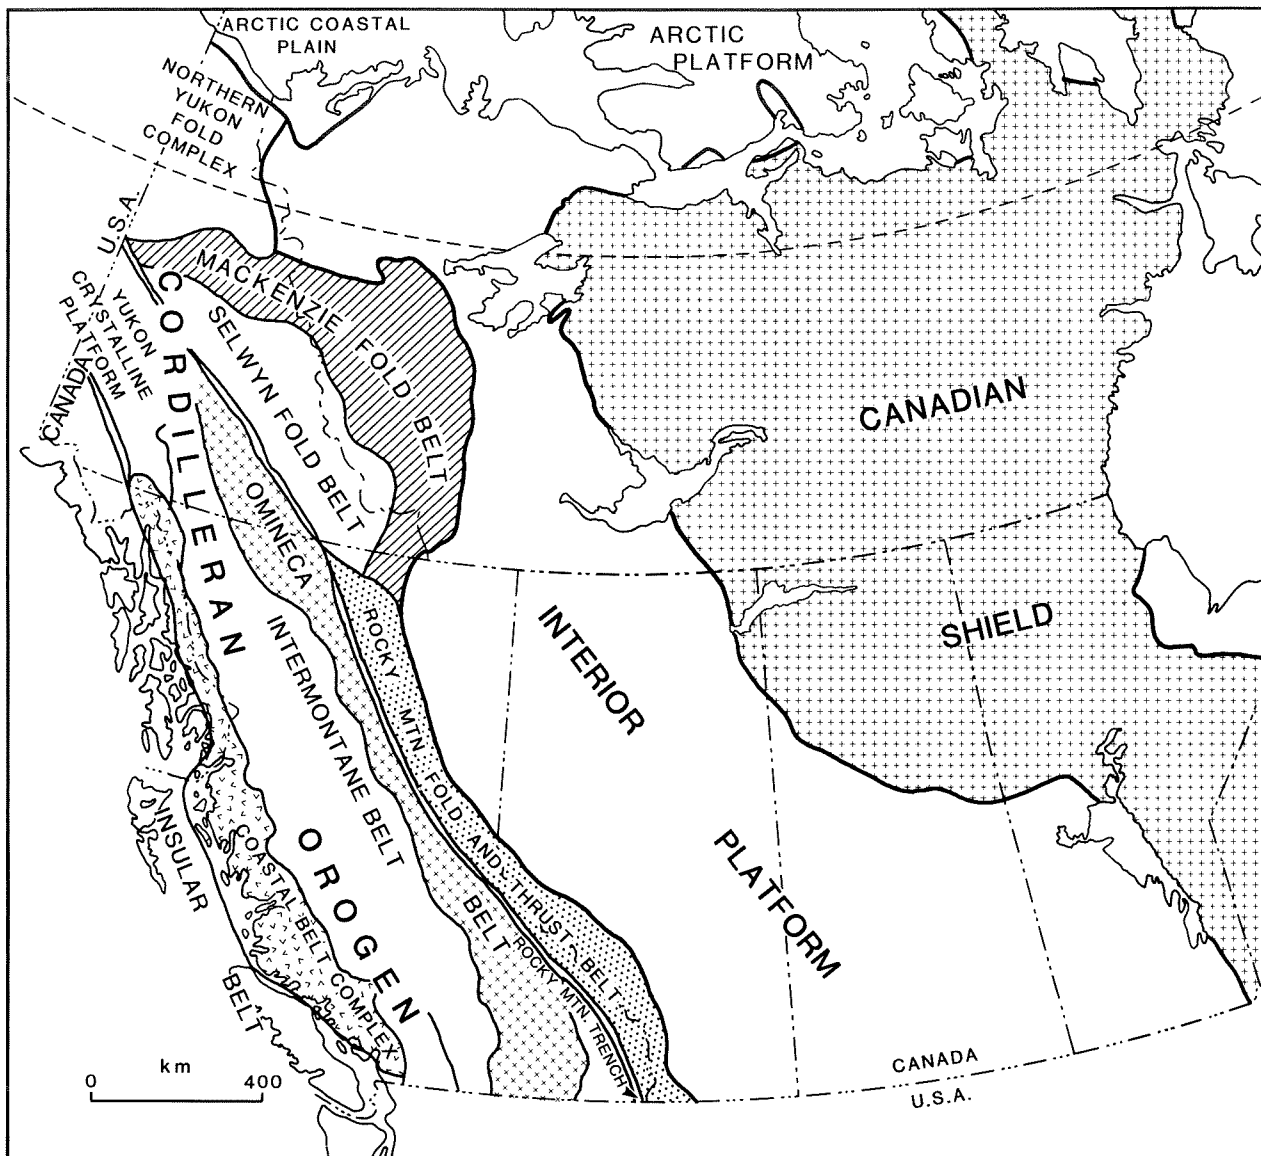 ARCTIC COASTAL
PLAIN
ARCTIC
PLATFORM
NORTHERN
YUKON
FOLD
COMPLEX
U.S.A.
CANADA
YUKON
CRYSTALLINE
PLATFORM
MACKENZIE FOLD BELT
SELWYN FOLD BELT
CORDILLERAN
OROGEN
OMINECA
BELT
INTERMONTANE BELT
ROCKY MTN FOLD AND THRUST BELT
ROCKY MTN. TRENCH
COASTAL BELT COMPLEX
INSULAR
BELT
INTERIOR
PLATFORM
CANADIAN
SHIELD
CANADA
U.S.A.
km
0 400